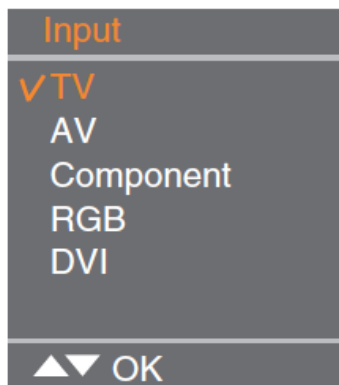 Input
✓ TV
AV
Component
RGB
DVI
▲▼ OK